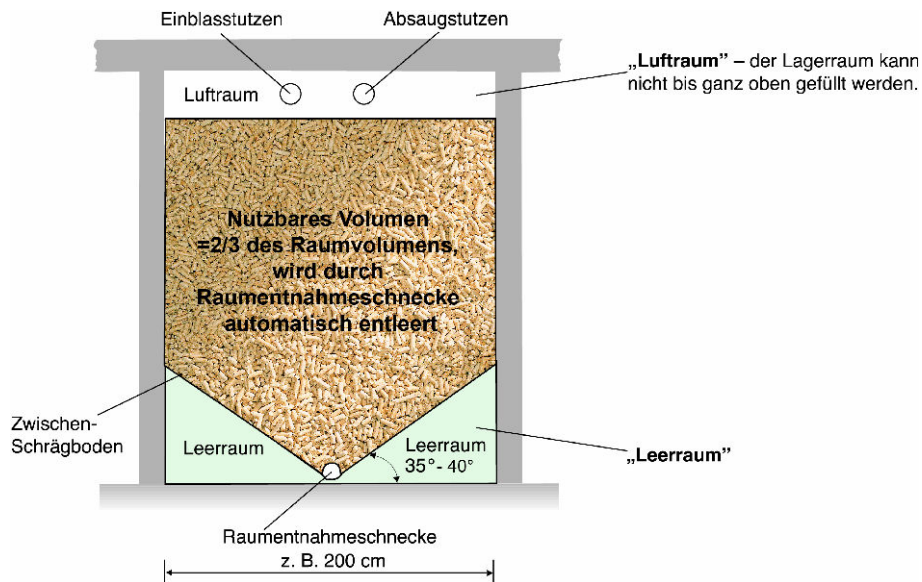 Einblasstutzen
Absaugstutzen
„Luftraum” – der Lagerraum kann
nicht bis ganz oben gefüllt werden.
Luftraum
Nutzbares Volumen
=2/3 des Raumvolumens,
wird durch
Raumentnahmeschnecke
automatisch entleert
Zwischen-
Schrägboden
Leerraum
Leerraum
35°- 40°
„Leerraum”
Raumentnahmeschnecke
z. B. 200 cm